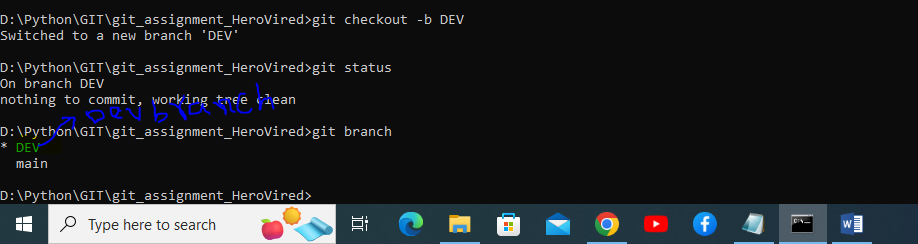 D:\Python\GIT\git_assignment_HeroVired>git checkout -b DEV
Switched to a new branch 'DEV'
D:\Python\GIT\git_assignment_HeroVired>git status
On branch DEV
nothing to commit, working tree clean
Dev branch
D:\Python\GIT\git_assignment_HeroVired>git branch
* DEV
main
D:\Python\GIT\git_assignment_HeroVired>
Type here to search